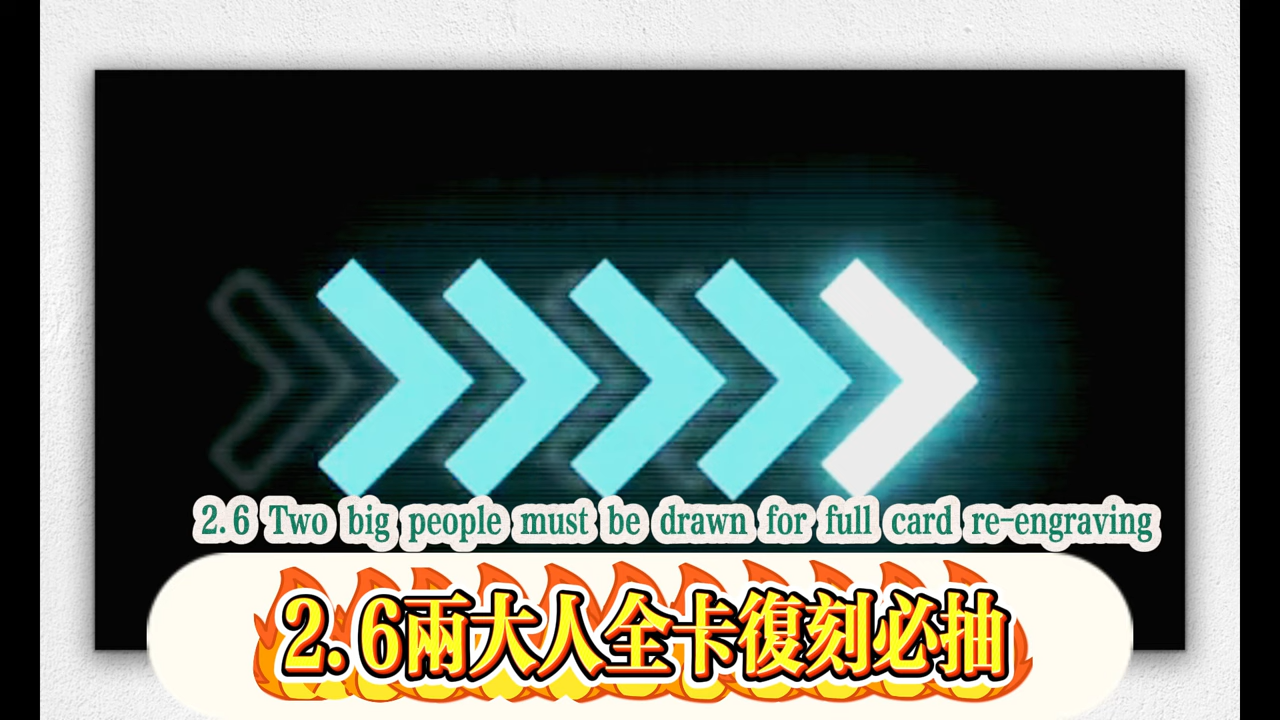 2.6 Two big people must be drawn for full card re-engraving
2.6兩大人全卡復刻必抽